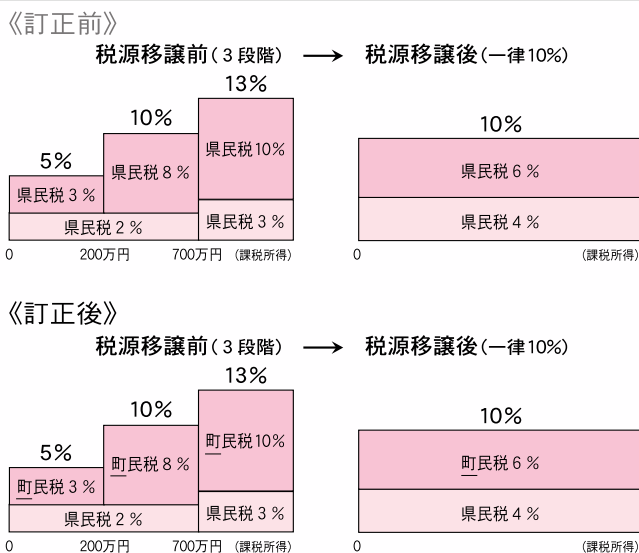 《訂正前》
税源移譲前(3段階) → 税源移譲後(一律10%)
13%
10%
10%
5%
県民税10%
県民税8%
県民税6%
県民税3%
県民税2%
県民税3%
県民税4%
0 200万円 700万円 (課税所得) 0 (課税所得)
《訂正後》
税源移譲前(3段階) → 税源移譲後(一律10%)
13%
10%
10%
5%
町民税10%
町民税8%
町民税6%
町民税3%
県民税2%
県民税3%
県民税4%
0 200万円 700万円 (課税所得) 0 (課税所得)